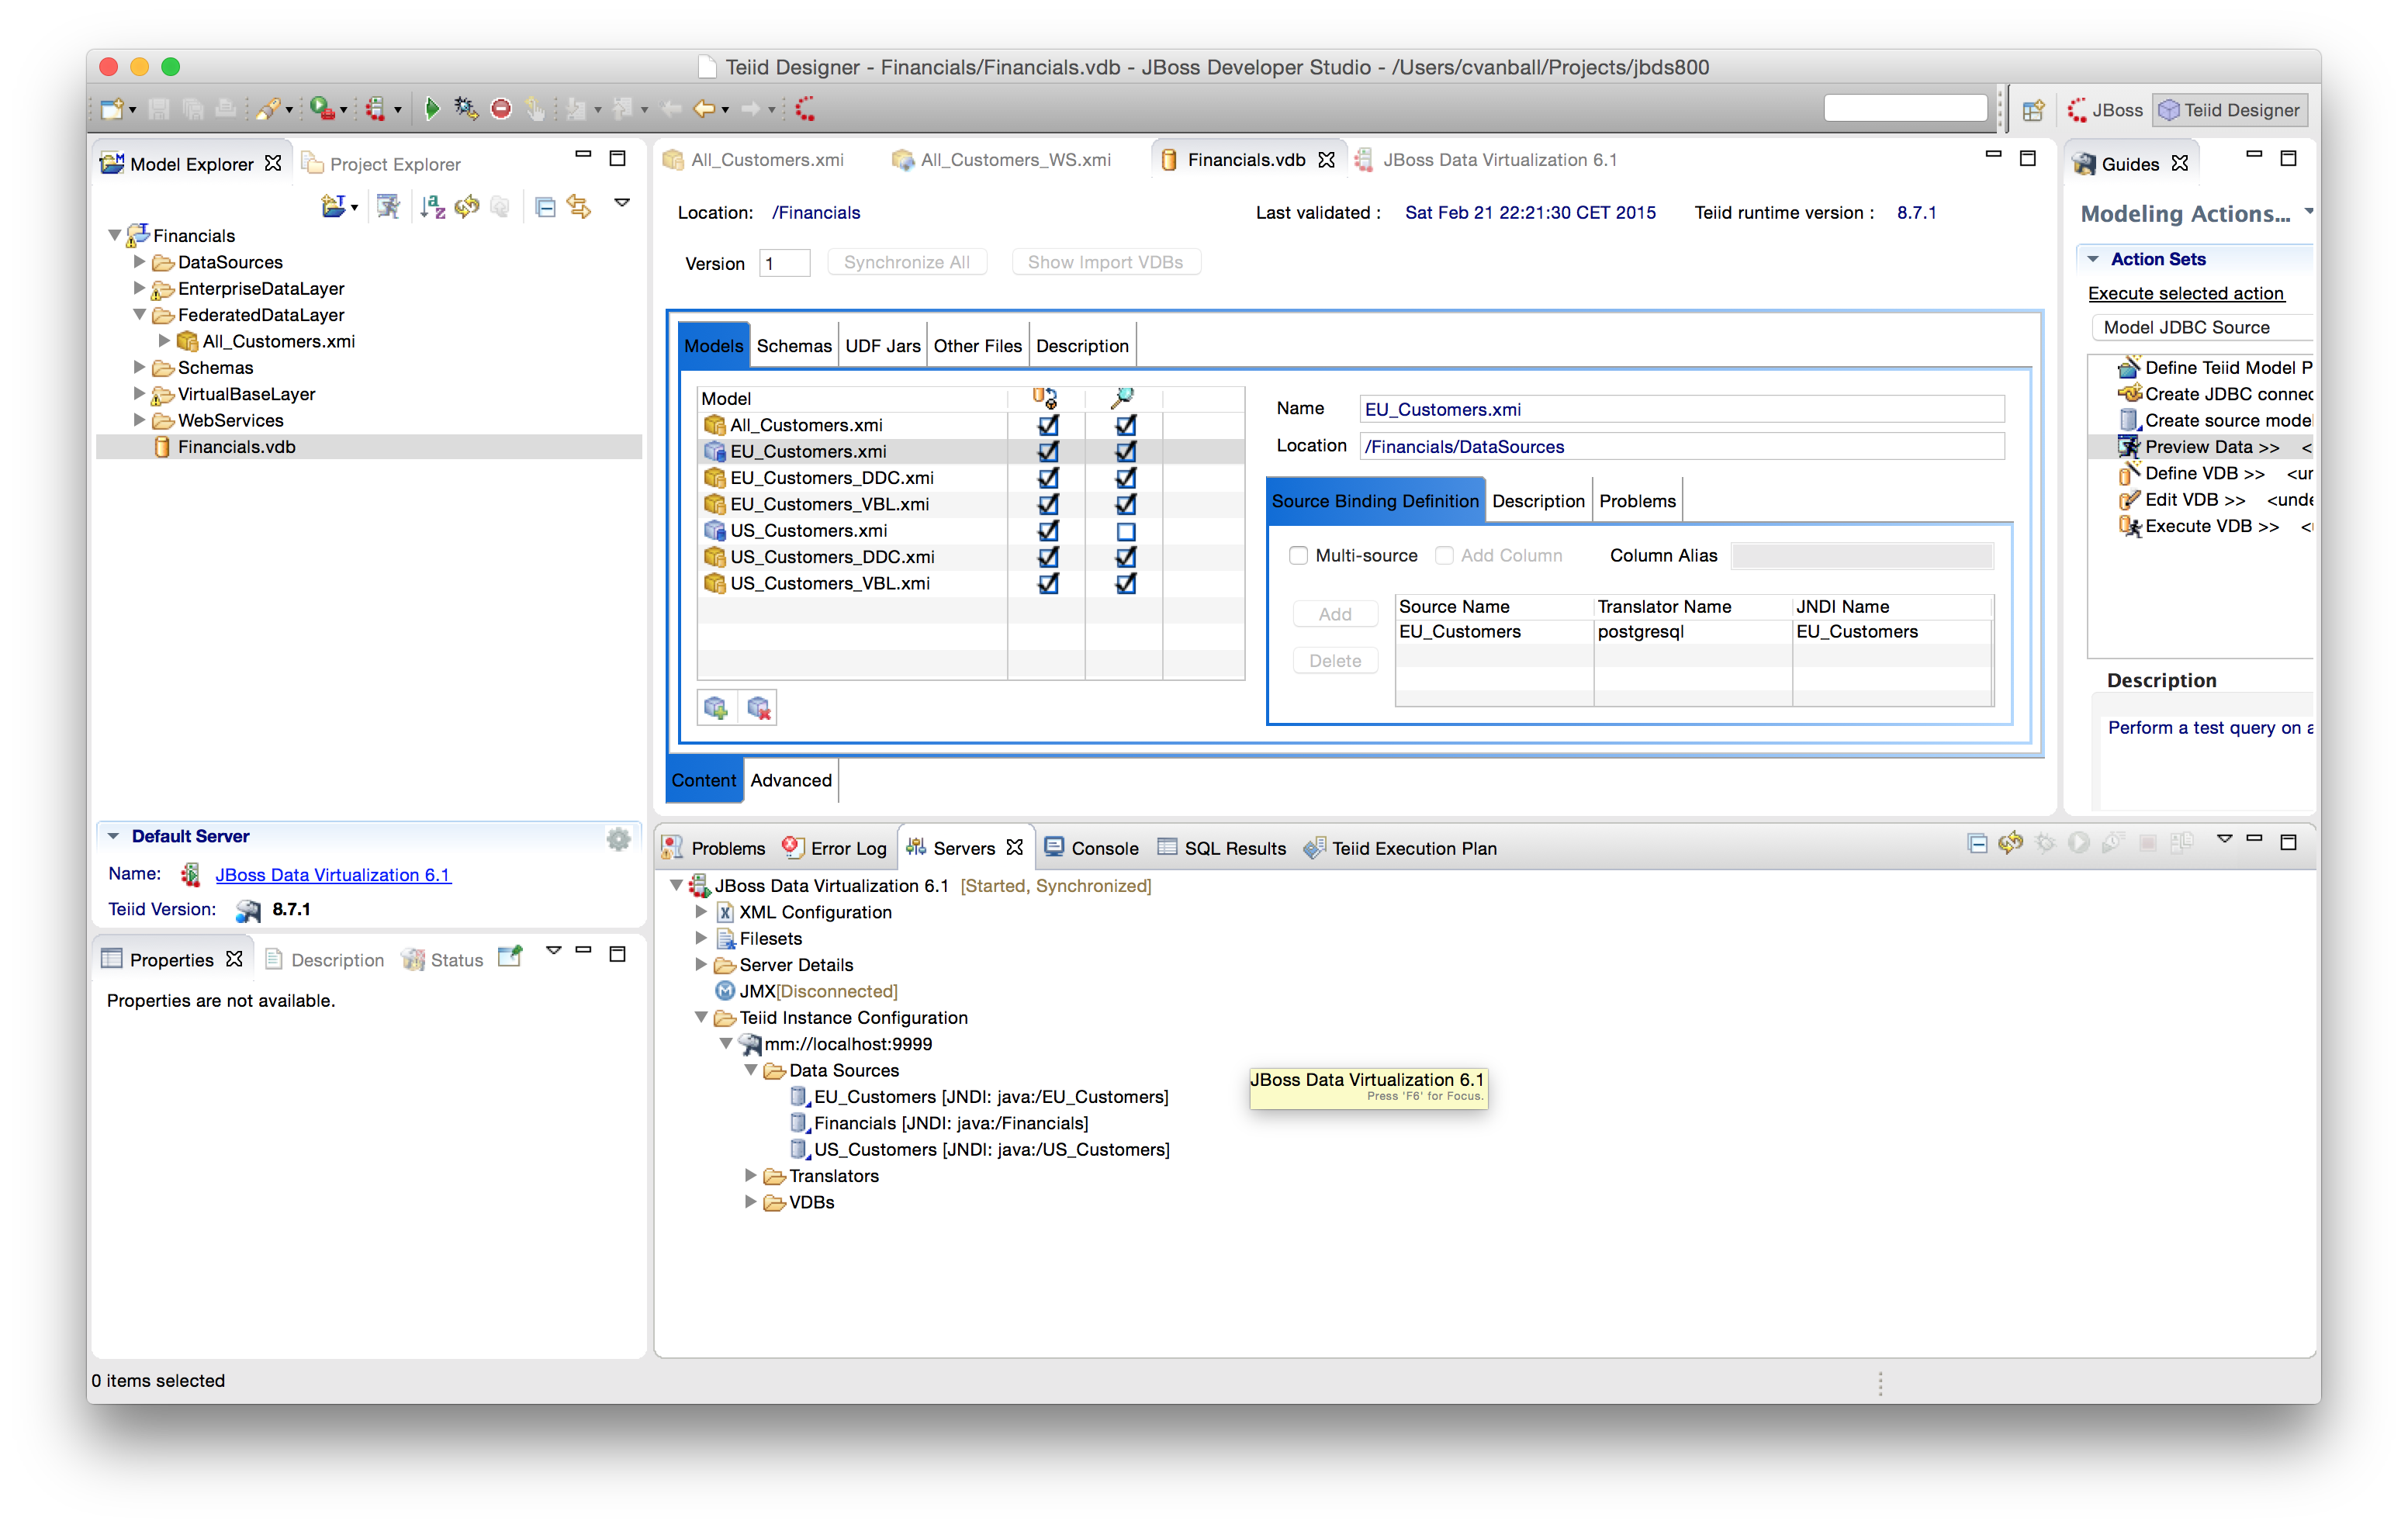 Teiid Designer - Financials/Financials.vdb - JBoss Developer Studio - /Users/cvanball/Projects/jbds800
JBoss
Teiid Designer
Model Explorer
Project Explorer
Financials
DataSources
EnterpriseDataLayer
FederatedDataLayer
All_Customers.xmi
Schemas
VirtualBaseLayer
WebServices
Financials.vdb
Default Server
Name: JBoss Data Virtualization 6.1
Teiid Version: 8.7.1
Properties
Description
Status
Properties are not available.
0 items selected
All_Customers.xmi
All_Customers_WS.xmi
Financials.vdb
JBoss Data Virtualization 6.1
Location: /Financials
Last validated : Sat Feb 21 22:21:30 CET 2015
Teiid runtime version : 8.7.1
Version 1
Synchronize All
Show Import VDBs
Models
Schemas
UDF Jars
Other Files
Description
Model
All_Customers.xmi
EU_Customers.xmi
EU_Customers_DDC.xmi
EU_Customers_VBL.xmi
US_Customers.xmi
US_Customers_DDC.xmi
US_Customers_VBL.xmi
Name EU_Customers.xmi
Location /Financials/DataSources
Source Binding Definition
Description
Problems
Multi-source
Add Column
Column Alias
Add
Delete
Source Name Translator Name JNDI Name
EU_Customers postgresql EU_Customers
Content
Advanced
Guides
Modeling Actions...
Action Sets
Execute selected action
Model JDBC Source
Define Teiid Model P
Create JDBC connec
Create source mode
Preview Data >> <
Define VDB >> <ur
Edit VDB >> <unde
Execute VDB >> <
Description
Perform a test query on a
Problems
Error Log
Servers
Console
SQL Results
Teiid Execution Plan
JBoss Data Virtualization 6.1 [Started, Synchronized]
XML Configuration
Filesets
Server Details
JMX[Disconnected]
Teiid Instance Configuration
mm://localhost:9999
Data Sources
EU_Customers [JNDI: java:/EU_Customers]
Financials [JNDI: java:/Financials]
US_Customers [JNDI: java:/US_Customers]
Translators
VDBs
JBoss Data Virtualization 6.1
Press 'F6' for Focus.